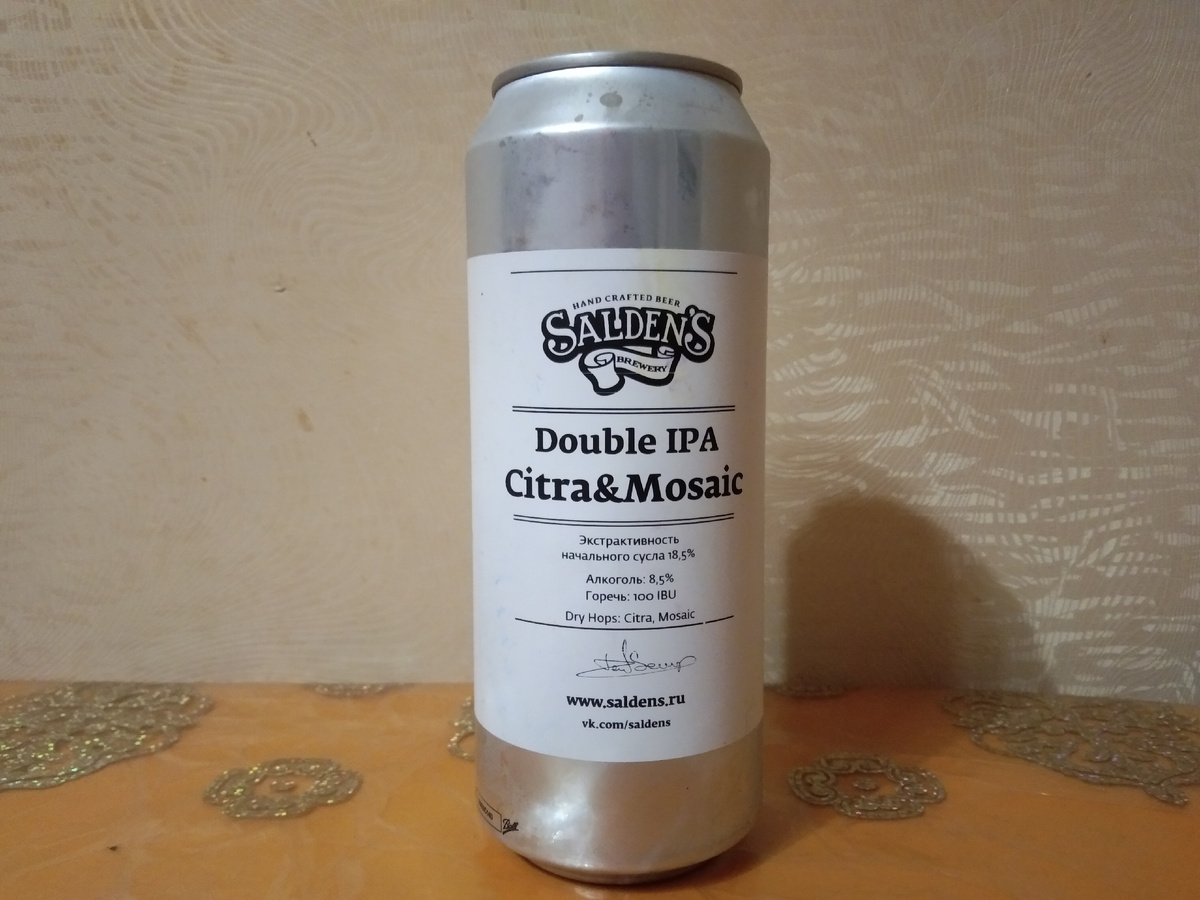 HAND CRAFTED BEER
SALDEN'S
BREWERY
Double IPA
Citra&Mosaic
Экстрактивность
начального сусла 18,5%
Алкоголь: 8,5%
Горечь: 100 IBU
Dry Hops: Citra, Mosaic
www.saldens.ru
vk.com/saldens
Ball